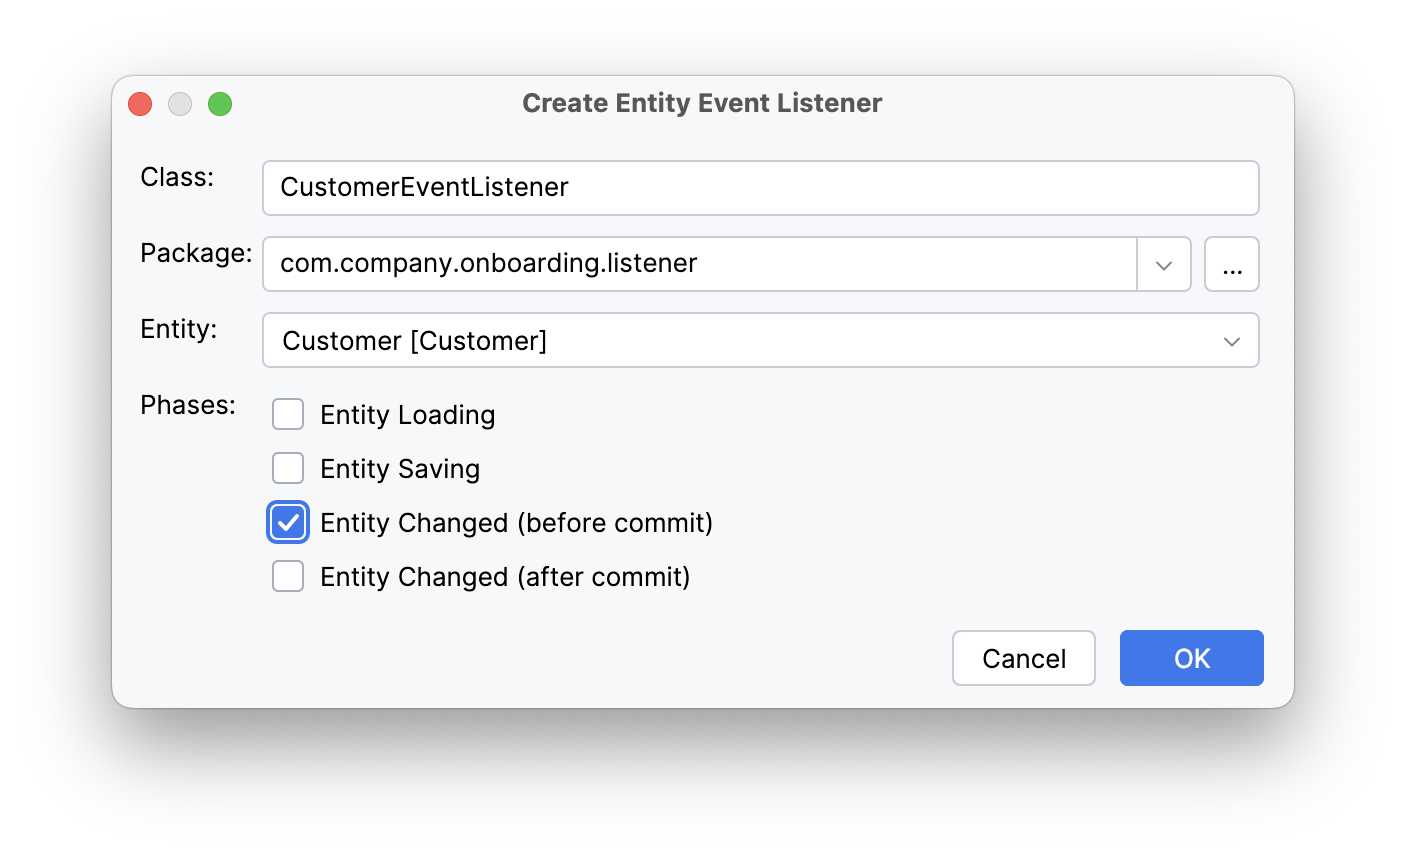 Create Entity Event Listener
Class: CustomerEventListener
Package: com.company.onboarding.listener ...
Entity: Customer [Customer]
Phases: Entity Loading
Entity Saving
Entity Changed (before commit)
Entity Changed (after commit)
Cancel OK